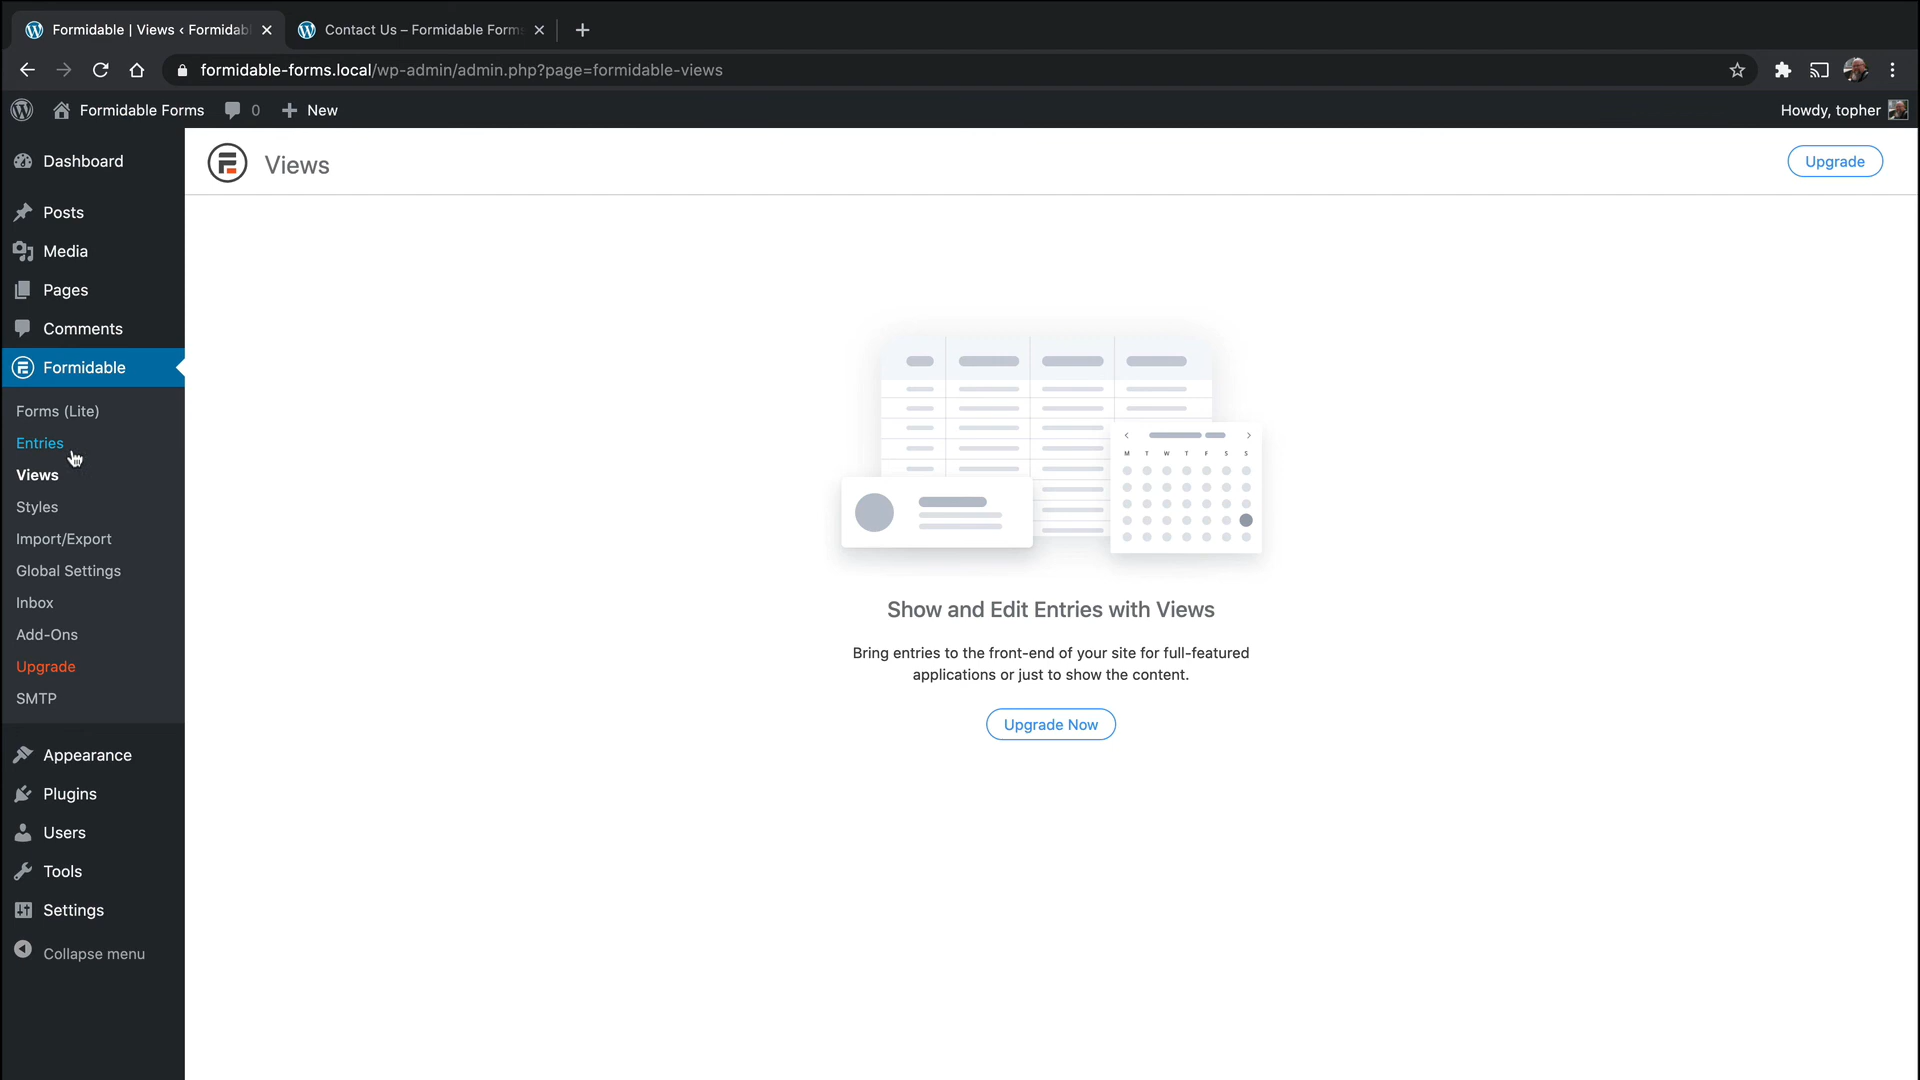 Formidable | Views ‹ Formidab
Contact Us – Formidable Form
formidable-forms.local/wp-admin/admin.php?page=formidable-views
Formidable Forms
0
New
Howdy, topher
Dashboard
Posts
Media
Pages
Comments
Formidable
Forms (Lite)
Entries
Views
Styles
Import/Export
Global Settings
Inbox
Add-Ons
Upgrade
SMTP
Appearance
Plugins
Users
Tools
Settings
Collapse menu
Views
Upgrade
M T W T F S S
Show and Edit Entries with Views
Bring entries to the front-end of your site for full-featured
applications or just to show the content.
Upgrade Now